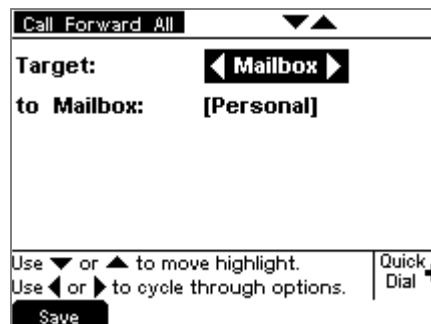 Call Forward All ▼▲
Target: ◀ Mailbox ▶
to Mailbox: [Personal]
Use ▼ or ▲ to move highlight.
Use ◀ or ▶ to cycle through options.
Quick
Dial
Save